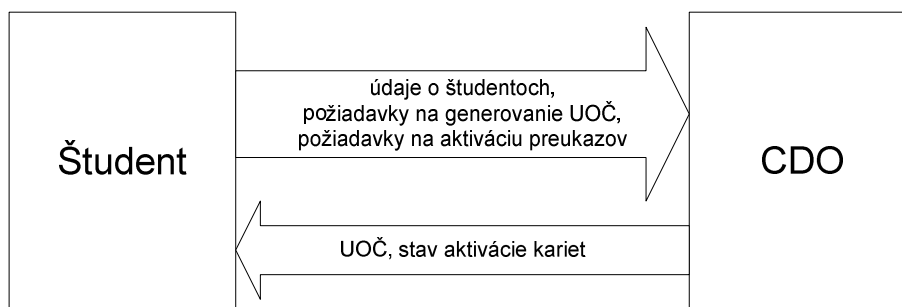 Študent
údaje o študentoch,
požiadavky na generovanie UOČ,
požiadavky na aktiváciu preukazov
CDO
UOČ, stav aktivácie kariet